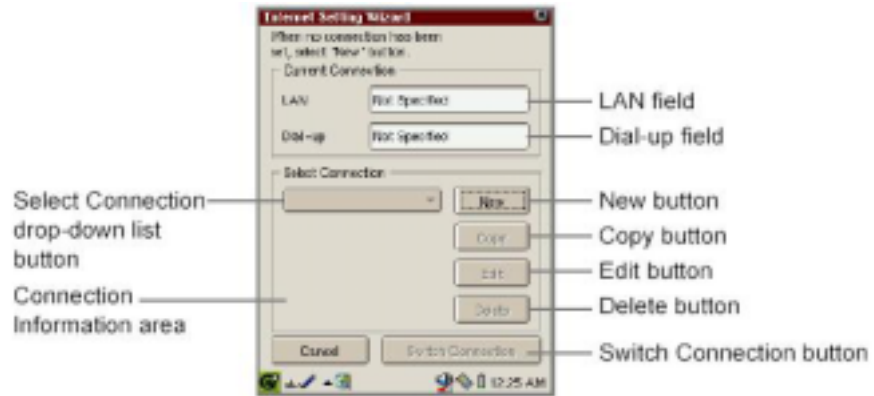 Internet Setting Wizard
When no connection has been
set, select "New" button.
Current Connection
LAN
Not Specified
LAN field
Dial-up
Not Specified
Dial-up field
Select Connection
Select Connection
drop-down list
button
New
New button
Copy
Copy button
Edit
Edit button
Connection
Information area
Delete
Delete button
Cancel
Switch Connection
Switch Connection button
12:25 AM